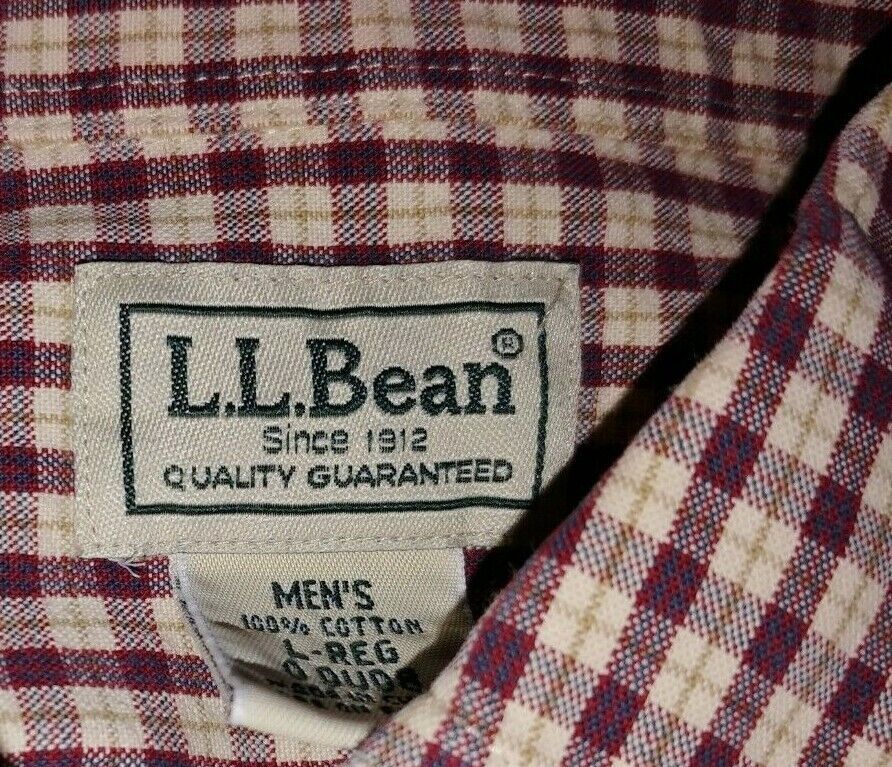 L.L.Bean®
Since 1912
QUALITY GUARANTEED
MEN'S
100% COTTON
L-REG